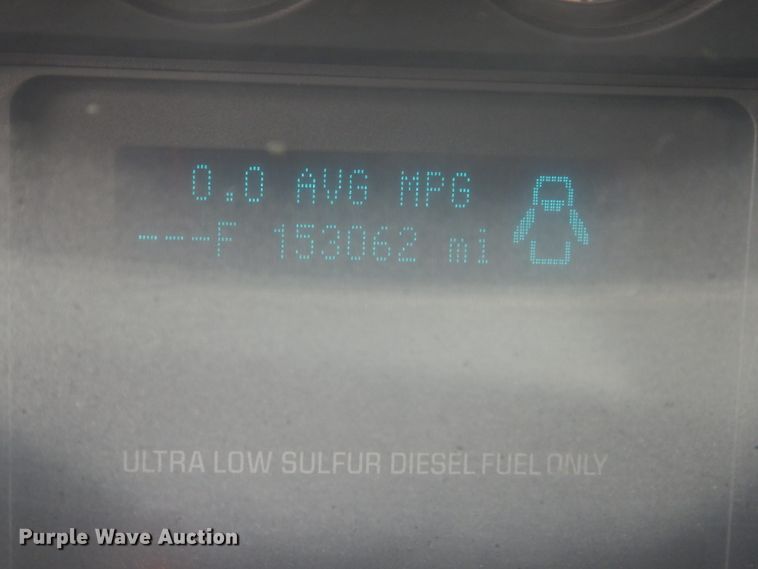 0.0 AVG MPG
---F 153062 mi
ULTRA LOW SULFUR DIESEL FUEL ONLY
Purple Wave Auction